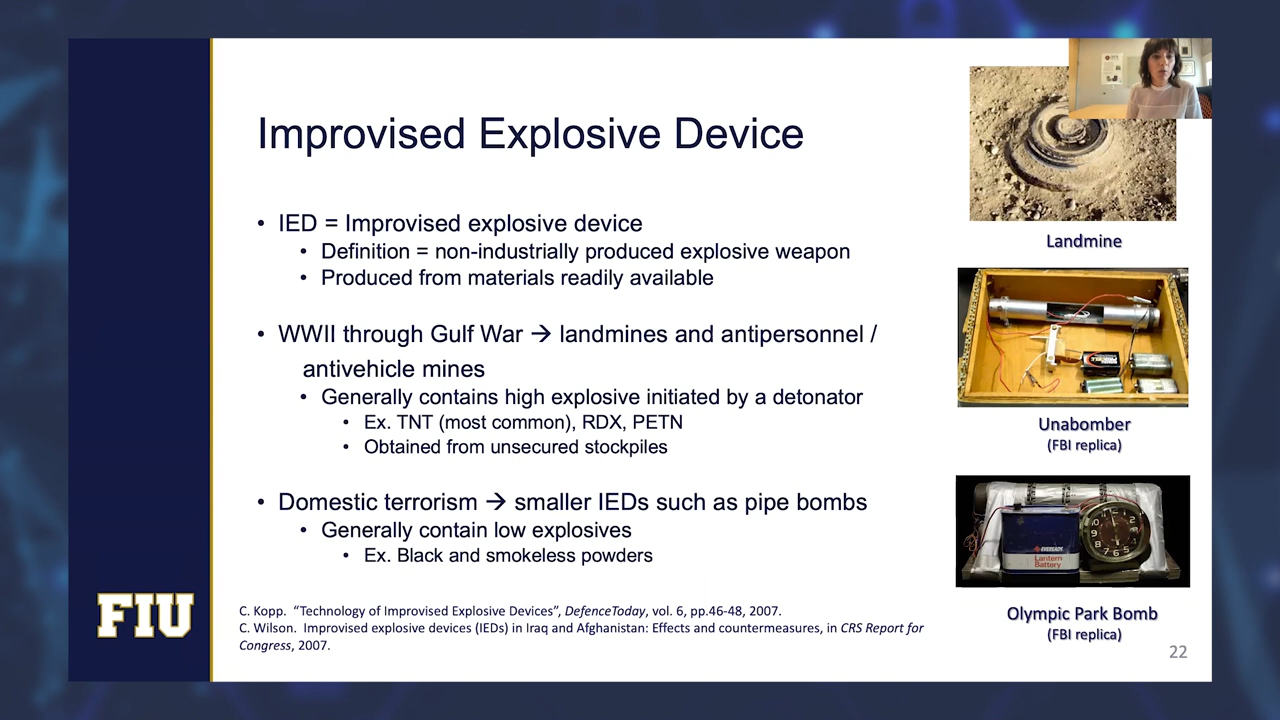 Improvised Explosive Device
• IED = Improvised explosive device
• Definition = non-industrially produced explosive weapon
• Produced from materials readily available
• WWII through Gulf War → landmines and antipersonnel /
antivehicle mines
• Generally contains high explosive initiated by a detonator
• Ex. TNT (most common), RDX, PETN
• Obtained from unsecured stockpiles
• Domestic terrorism → smaller IEDs such as pipe bombs
• Generally contain low explosives
• Ex. Black and smokeless powders
C. Kopp. “Technology of Improvised Explosive Devices”, DefenceToday, vol. 6, pp.46-48, 2007.
C. Wilson. Improvised explosive devices (IEDs) in Iraq and Afghanistan: Effects and countermeasures, in CRS Report for
Congress, 2007.
FIU
Landmine
Unabomber
(FBI replica)
EVEREADY
Lantern
Battery
Olympic Park Bomb
(FBI replica)
22